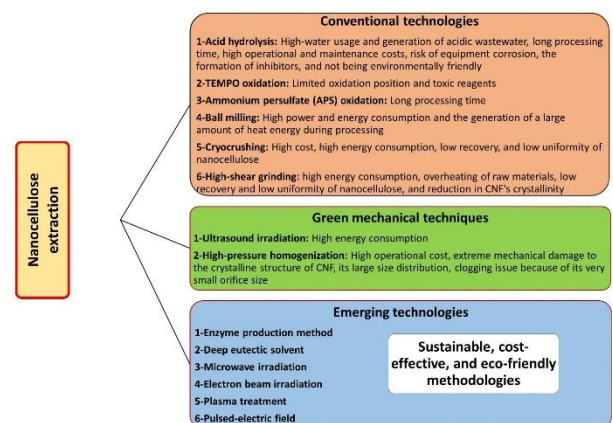 Nanocellulose
extraction
Conventional technologies
1-Acid hydrolysis: High-water usage and generation of acidic wastewater, long processing
time, high operational and maintenance costs, risk of equipment corrosion, the
formation of inhibitors, and not being environmentally friendly
2-TEMPO oxidation: Limited oxidation position and toxic reagents
3-Ammonium persulfate (APS) oxidation: Long processing time
4-Ball milling: High power and energy consumption and the generation of a large
amount of heat energy during processing
5-Cryocrushing: High cost, high energy consumption, low recovery, and low uniformity of
nanocellulose
6-High-shear grinding: high energy consumption, overheating of raw materials, low
recovery and low uniformity of nanocellulose, and reduction in CNF's crystallinity
Green mechanical techniques
1-Ultrasound irradiation: High energy consumption
2-High-pressure homogenization: High operational cost, extreme mechanical damage to
the crystalline structure of CNF, its large size distribution, clogging issue because of its very
small orifice size
Emerging technologies
1-Enzyme production method
2-Deep eutectic solvent
3-Microwave irradiation
4-Electron beam irradiation
5-Plasma treatment
6-Pulsed-electric field
Sustainable, cost-
effective, and eco-friendly
methodologies